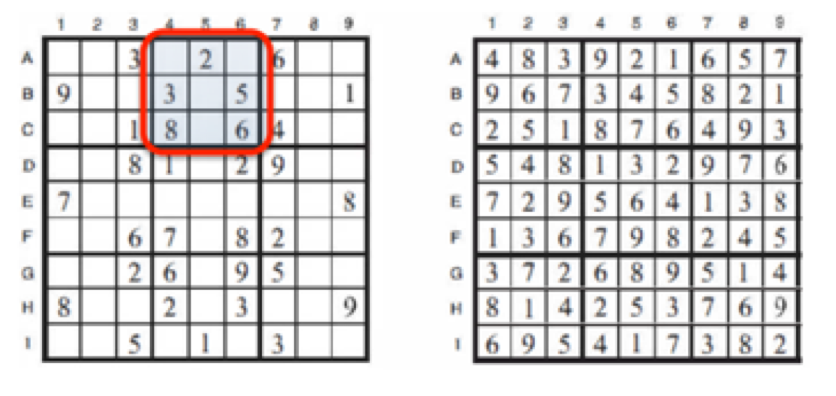 1 2 3 4 5 6 7 8 9
A 3 2 6
B 9 3 5 1
C 1 8 6 4
D 8 1 2 9
E 7 8
F 6 7 8 2
G 2 6 9 5
H 8 2 3 9
I 5 1 3
1 2 3 4 5 6 7 8 9
A 4 8 3 9 2 1 6 5 7
B 9 6 7 3 4 5 8 2 1
C 2 5 1 8 7 6 4 9 3
D 5 4 8 1 3 2 9 7 6
E 7 2 9 5 6 4 1 3 8
F 1 3 6 7 9 8 2 4 5
G 3 7 2 6 8 9 5 1 4
H 8 1 4 2 5 3 7 6 9
I 6 9 5 4 1 7 3 8 2